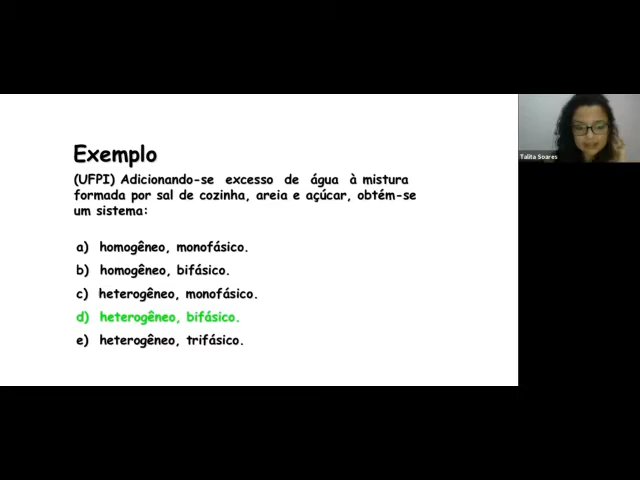 Exemplo
(UFPI) Adicionando-se excesso de água à mistura
formada por sal de cozinha, areia e açúcar, obtém-se
um sistema:
a) homogêneo, monofásico.
b) homogêneo, bifásico.
c) heterogêneo, monofásico.
d) heterogêneo, bifásico.
e) heterogêneo, trifásico.
Talita Soares